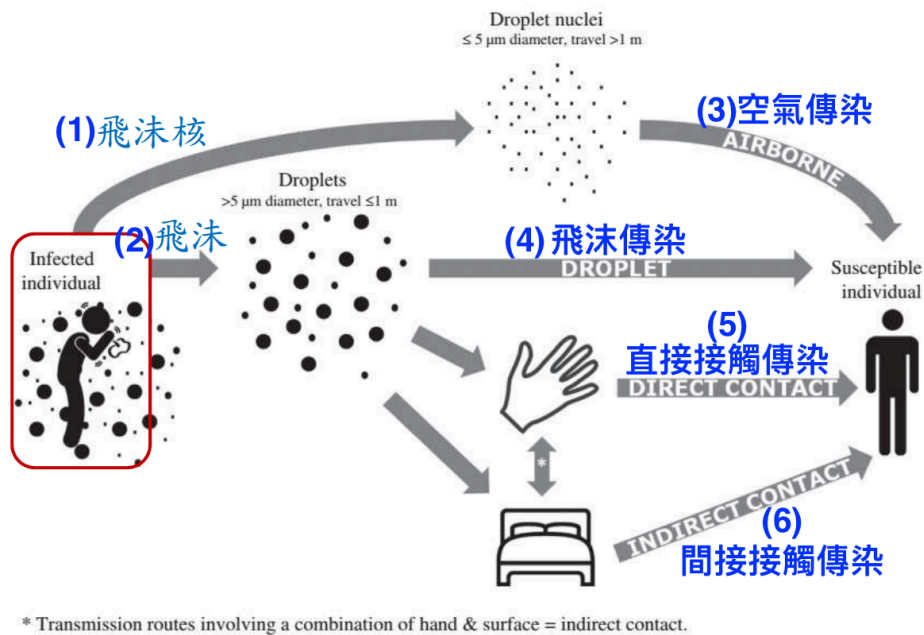 Droplet nuclei
≤ 5 µm diameter, travel >1 m
(1)飛沫核
(3)空氣傳染
AIRBORNE
Droplets
>5 µm diameter, travel ≤1 m
(2)飛沫
(4)飛沫傳染
DROPLET
Infected
individual
Susceptible
individual
(5)
直接接觸傳染
DIRECT CONTACT
*
INDIRECT CONTACT
(6)
間接接觸傳染
* Transmission routes involving a combination of hand & surface = indirect contact.